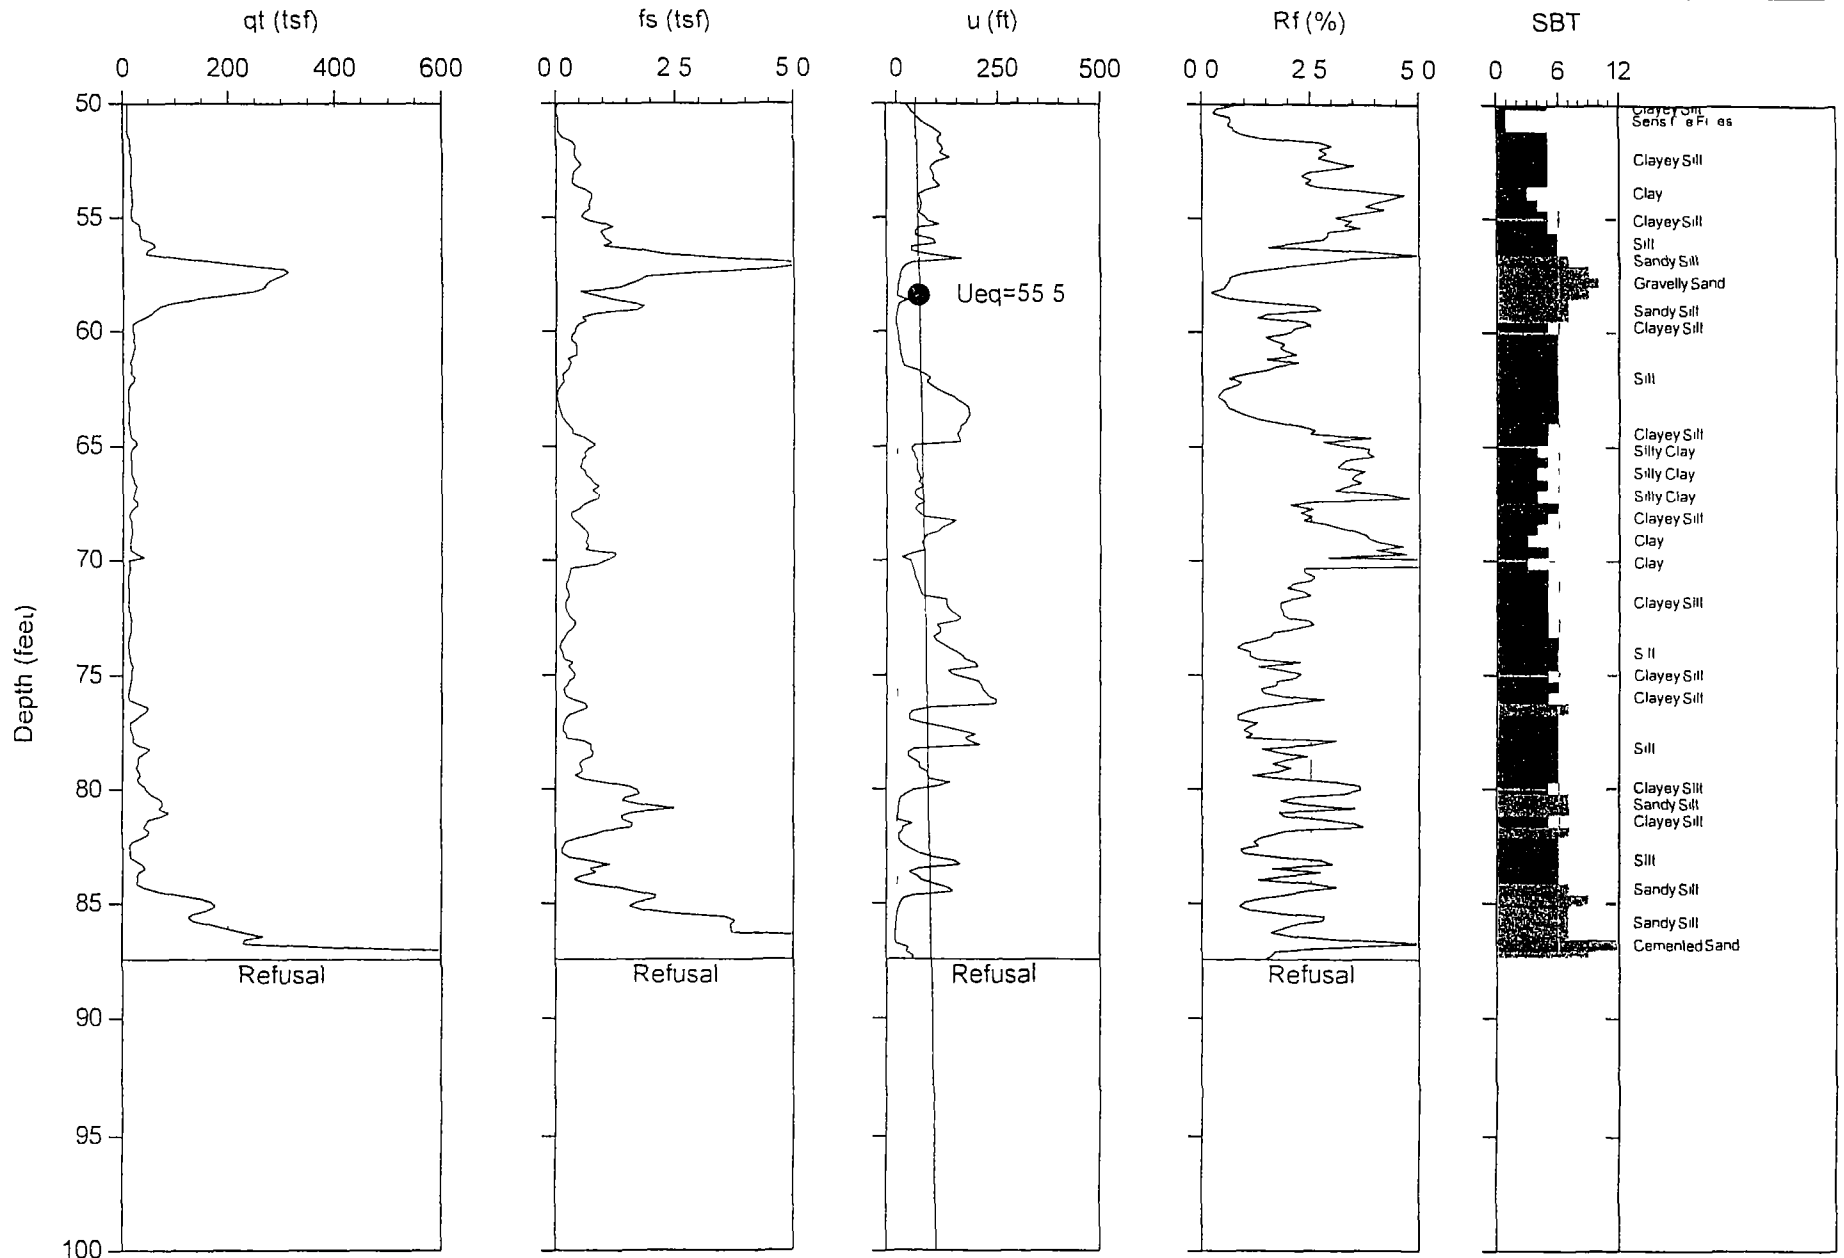 qt (tsf)
fs (tsf)
u (ft)
Rf (%)
SBT
0 200 400 600
0 0 2 5 5 0
0 250 500
0 0 2 5 5 0
0 6 12
Depth (feet)
50
55
60
65
70
75
80
85
90
95
100
Ueq=55 5
Refusal
Refusal
Refusal
Refusal
Clayey Silt
Clayey Silt
Clay
Clayey Silt
Silt
Sandy Silt
Gravelly Sand
Sandy Silt
Clayey Silt
Silt
Clayey Silt
Silty Clay
Silty Clay
Silty Clay
Clayey Silt
Clay
Clay
Clayey Silt
Silt
Clayey Silt
Clayey Silt
Silt
Clayey Silt
Sandy Silt
Clayey Silt
Silt
Sandy Silt
Sandy Silt
Cemented Sand